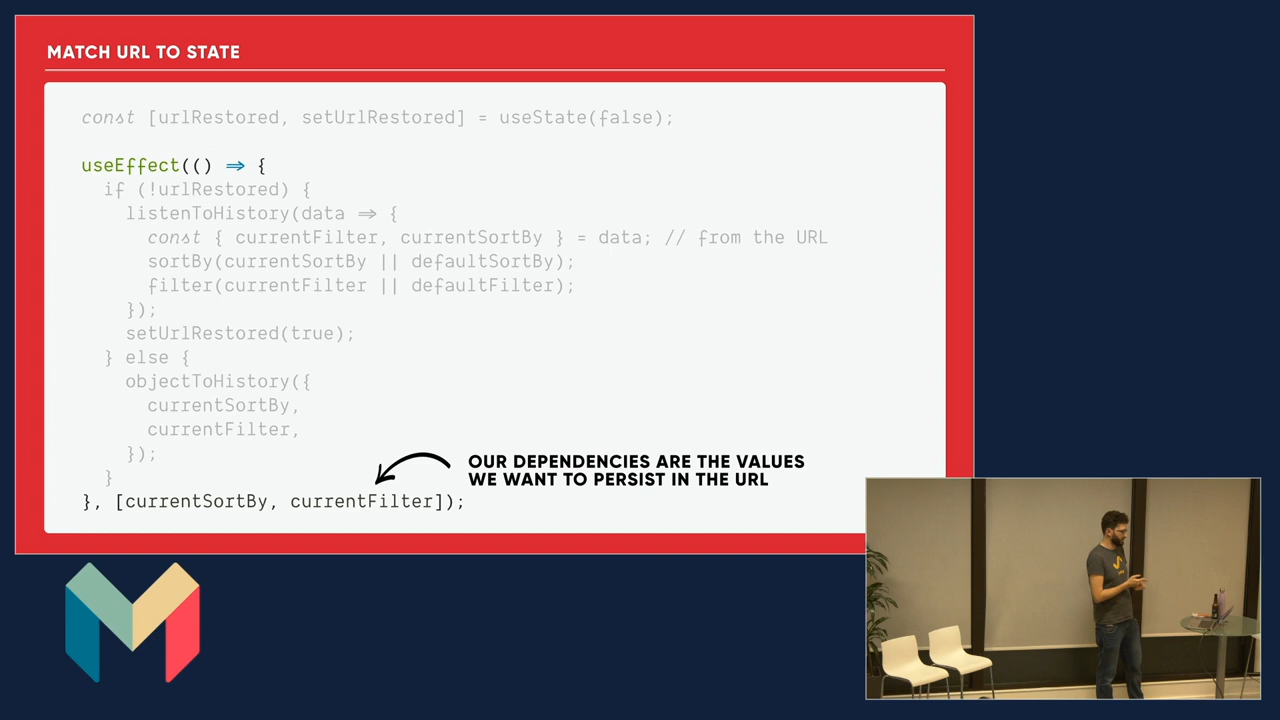 MATCH URL TO STATE
const [urlRestored, setUrlRestored] = useState(false);
useEffect(() => {
if (!urlRestored) {
listenToHistory(data => {
const { currentFilter, currentSortBy } = data; // from the URL
sortBy(currentSortBy || defaultSortBy);
filter(currentFilter || defaultFilter);
});
setUrlRestored(true);
} else {
objectToHistory({
currentSortBy,
currentFilter,
});
}
}, [currentSortBy, currentFilter]);
OUR DEPENDENCIES ARE THE VALUES
WE WANT TO PERSIST IN THE URL